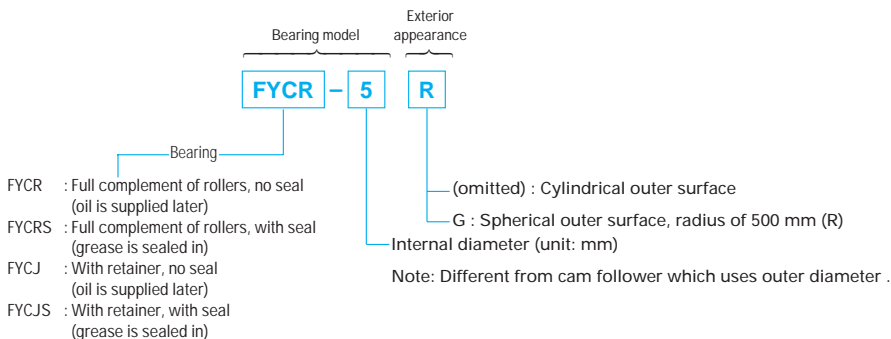 Exterior
Bearing model appearance
FYCR – 5 R
Bearing
FYCR : Full complement of rollers, no seal
(oil is supplied later)
FYCRS : Full complement of rollers, with seal
(grease is sealed in)
FYCJ : With retainer, no seal
(oil is supplied later)
FYCJS : With retainer, with seal
(grease is sealed in)
(omitted) : Cylindrical outer surface
G : Spherical outer surface, radius of 500 mm (R)
Internal diameter (unit: mm)
Note: Different from cam follower which uses outer diameter .